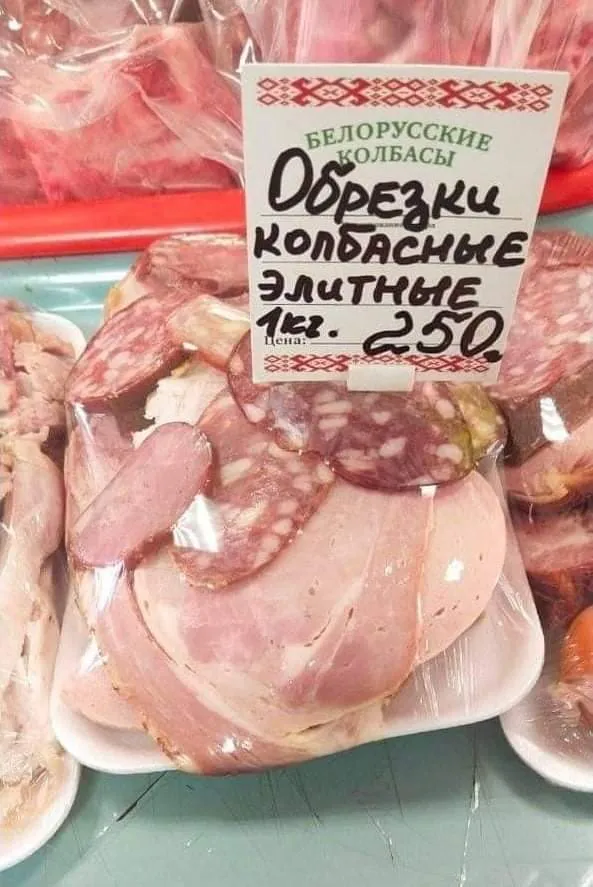 БЕЛОРУССКИЕ
КОЛБАСЫ
Обрезки
колбасные
элитные
1кг. 250.
Цена: